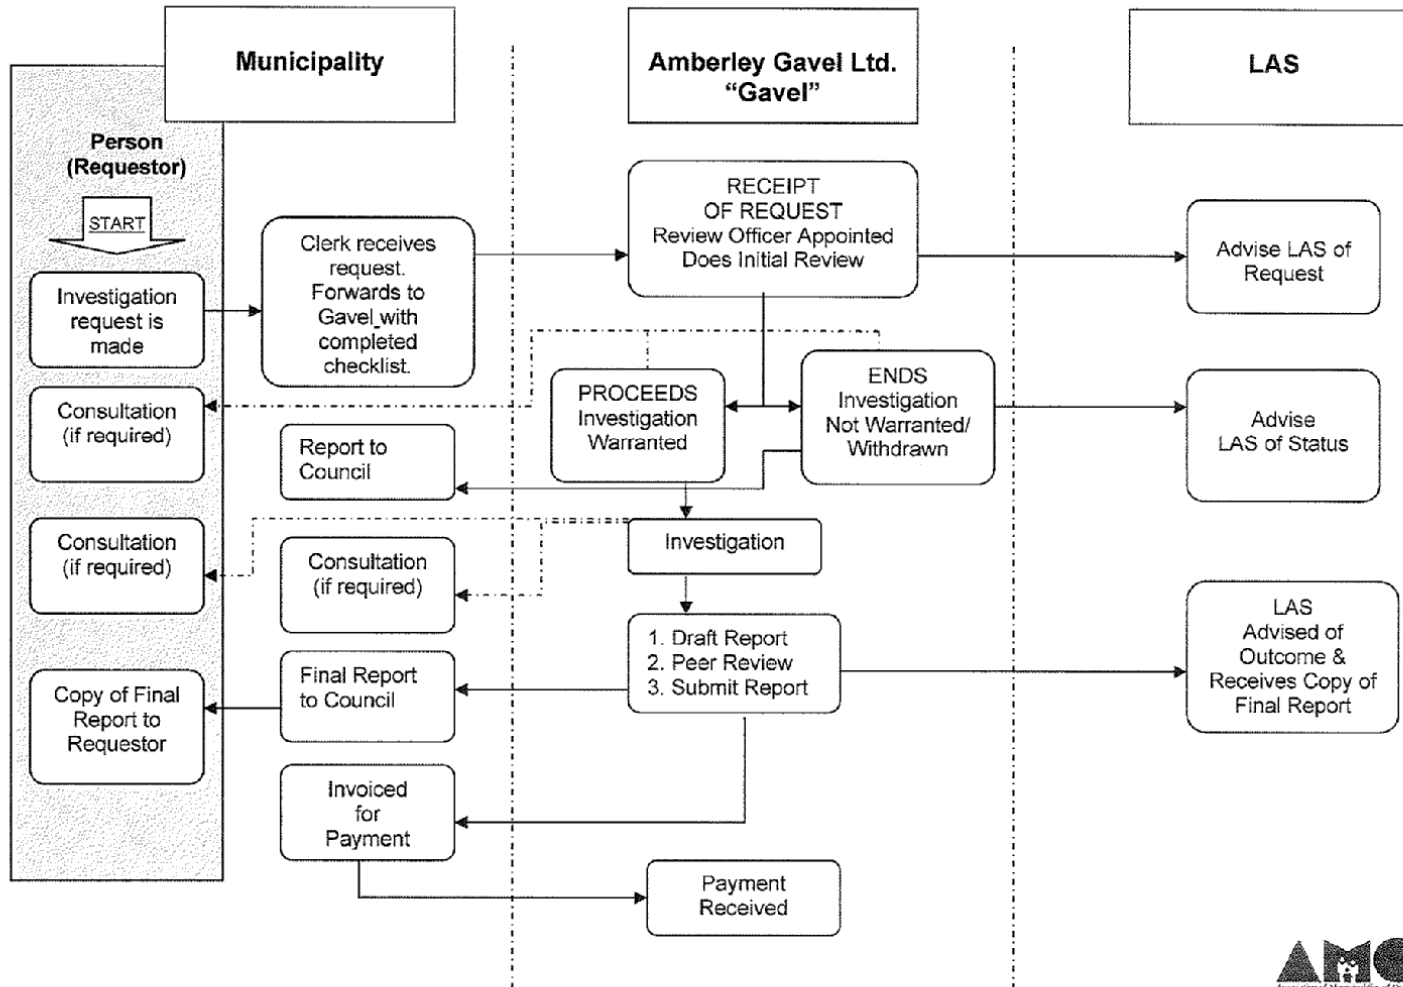 Municipality
Amberley Gavel Ltd.
“Gavel”
LAS
Person
(Requestor)
START
Investigation
request is
made
Clerk receives
request.
Forwards to
Gavel with
completed
checklist.
RECEIPT
OF REQUEST
Review Officer Appointed
Does Initial Review
Advise LAS of
Request
Consultation
(if required)
Report to
Council
PROCEEDS
Investigation
Warranted
ENDS
Investigation
Not Warranted/
Withdrawn
Advise
LAS of Status
Consultation
(if required)
Consultation
(if required)
Investigation
1. Draft Report
2. Peer Review
3. Submit Report
LAS
Advised of
Outcome &
Receives Copy of
Final Report
Copy of Final
Report to
Requestor
Final Report
to Council
Invoiced
for
Payment
Payment
Received
AMO